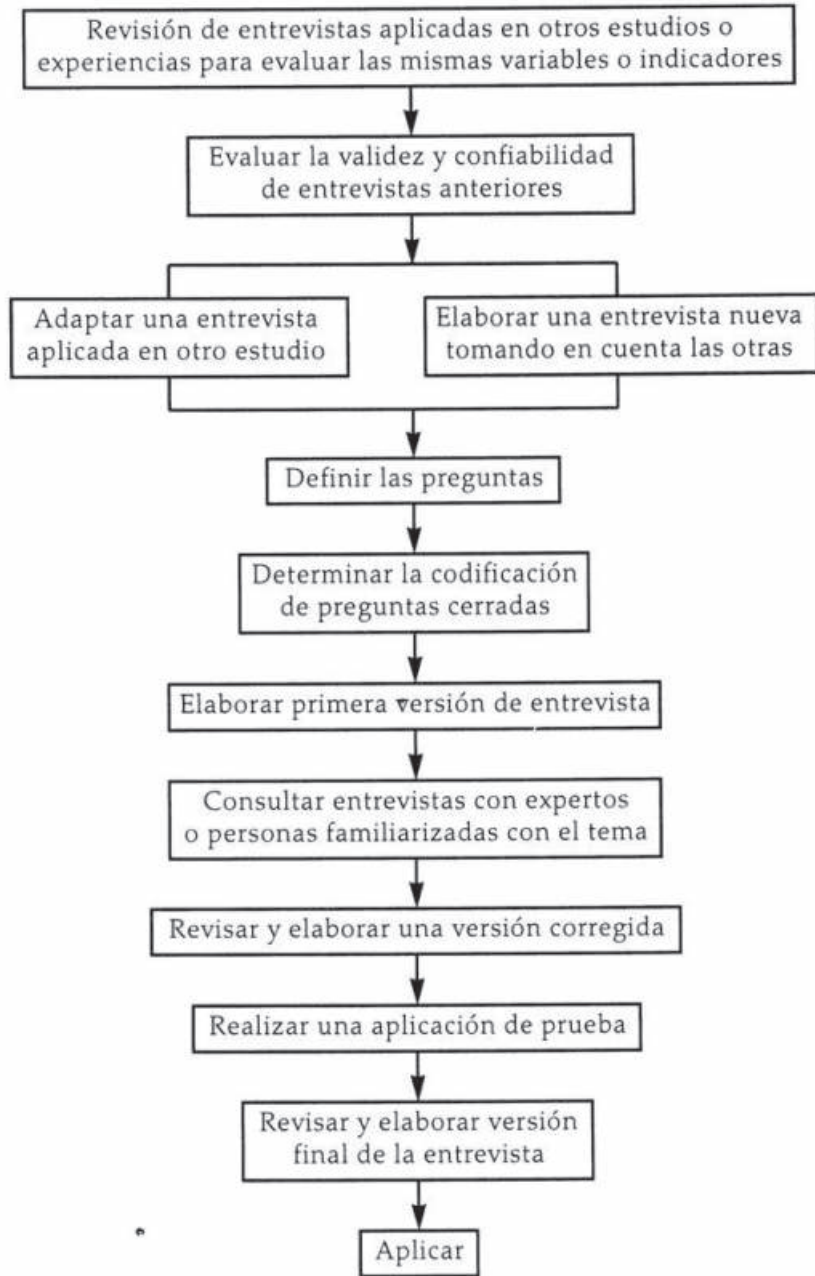 Revisión de entrevistas aplicadas en otros estudios o
experiencias para evaluar las mismas variables o indicadores
Evaluar la validez y confiabilidad
de entrevistas anteriores
Adaptar una entrevista
aplicada en otro estudio
Elaborar una entrevista nueva
tomando en cuenta las otras
Definir las preguntas
Determinar la codificación
de preguntas cerradas
Elaborar primera versión de entrevista
Consultar entrevistas con expertos
o personas familiarizadas con el tema
Revisar y elaborar una versión corregida
Realizar una aplicación de prueba
Revisar y elaborar versión
final de la entrevista
Aplicar